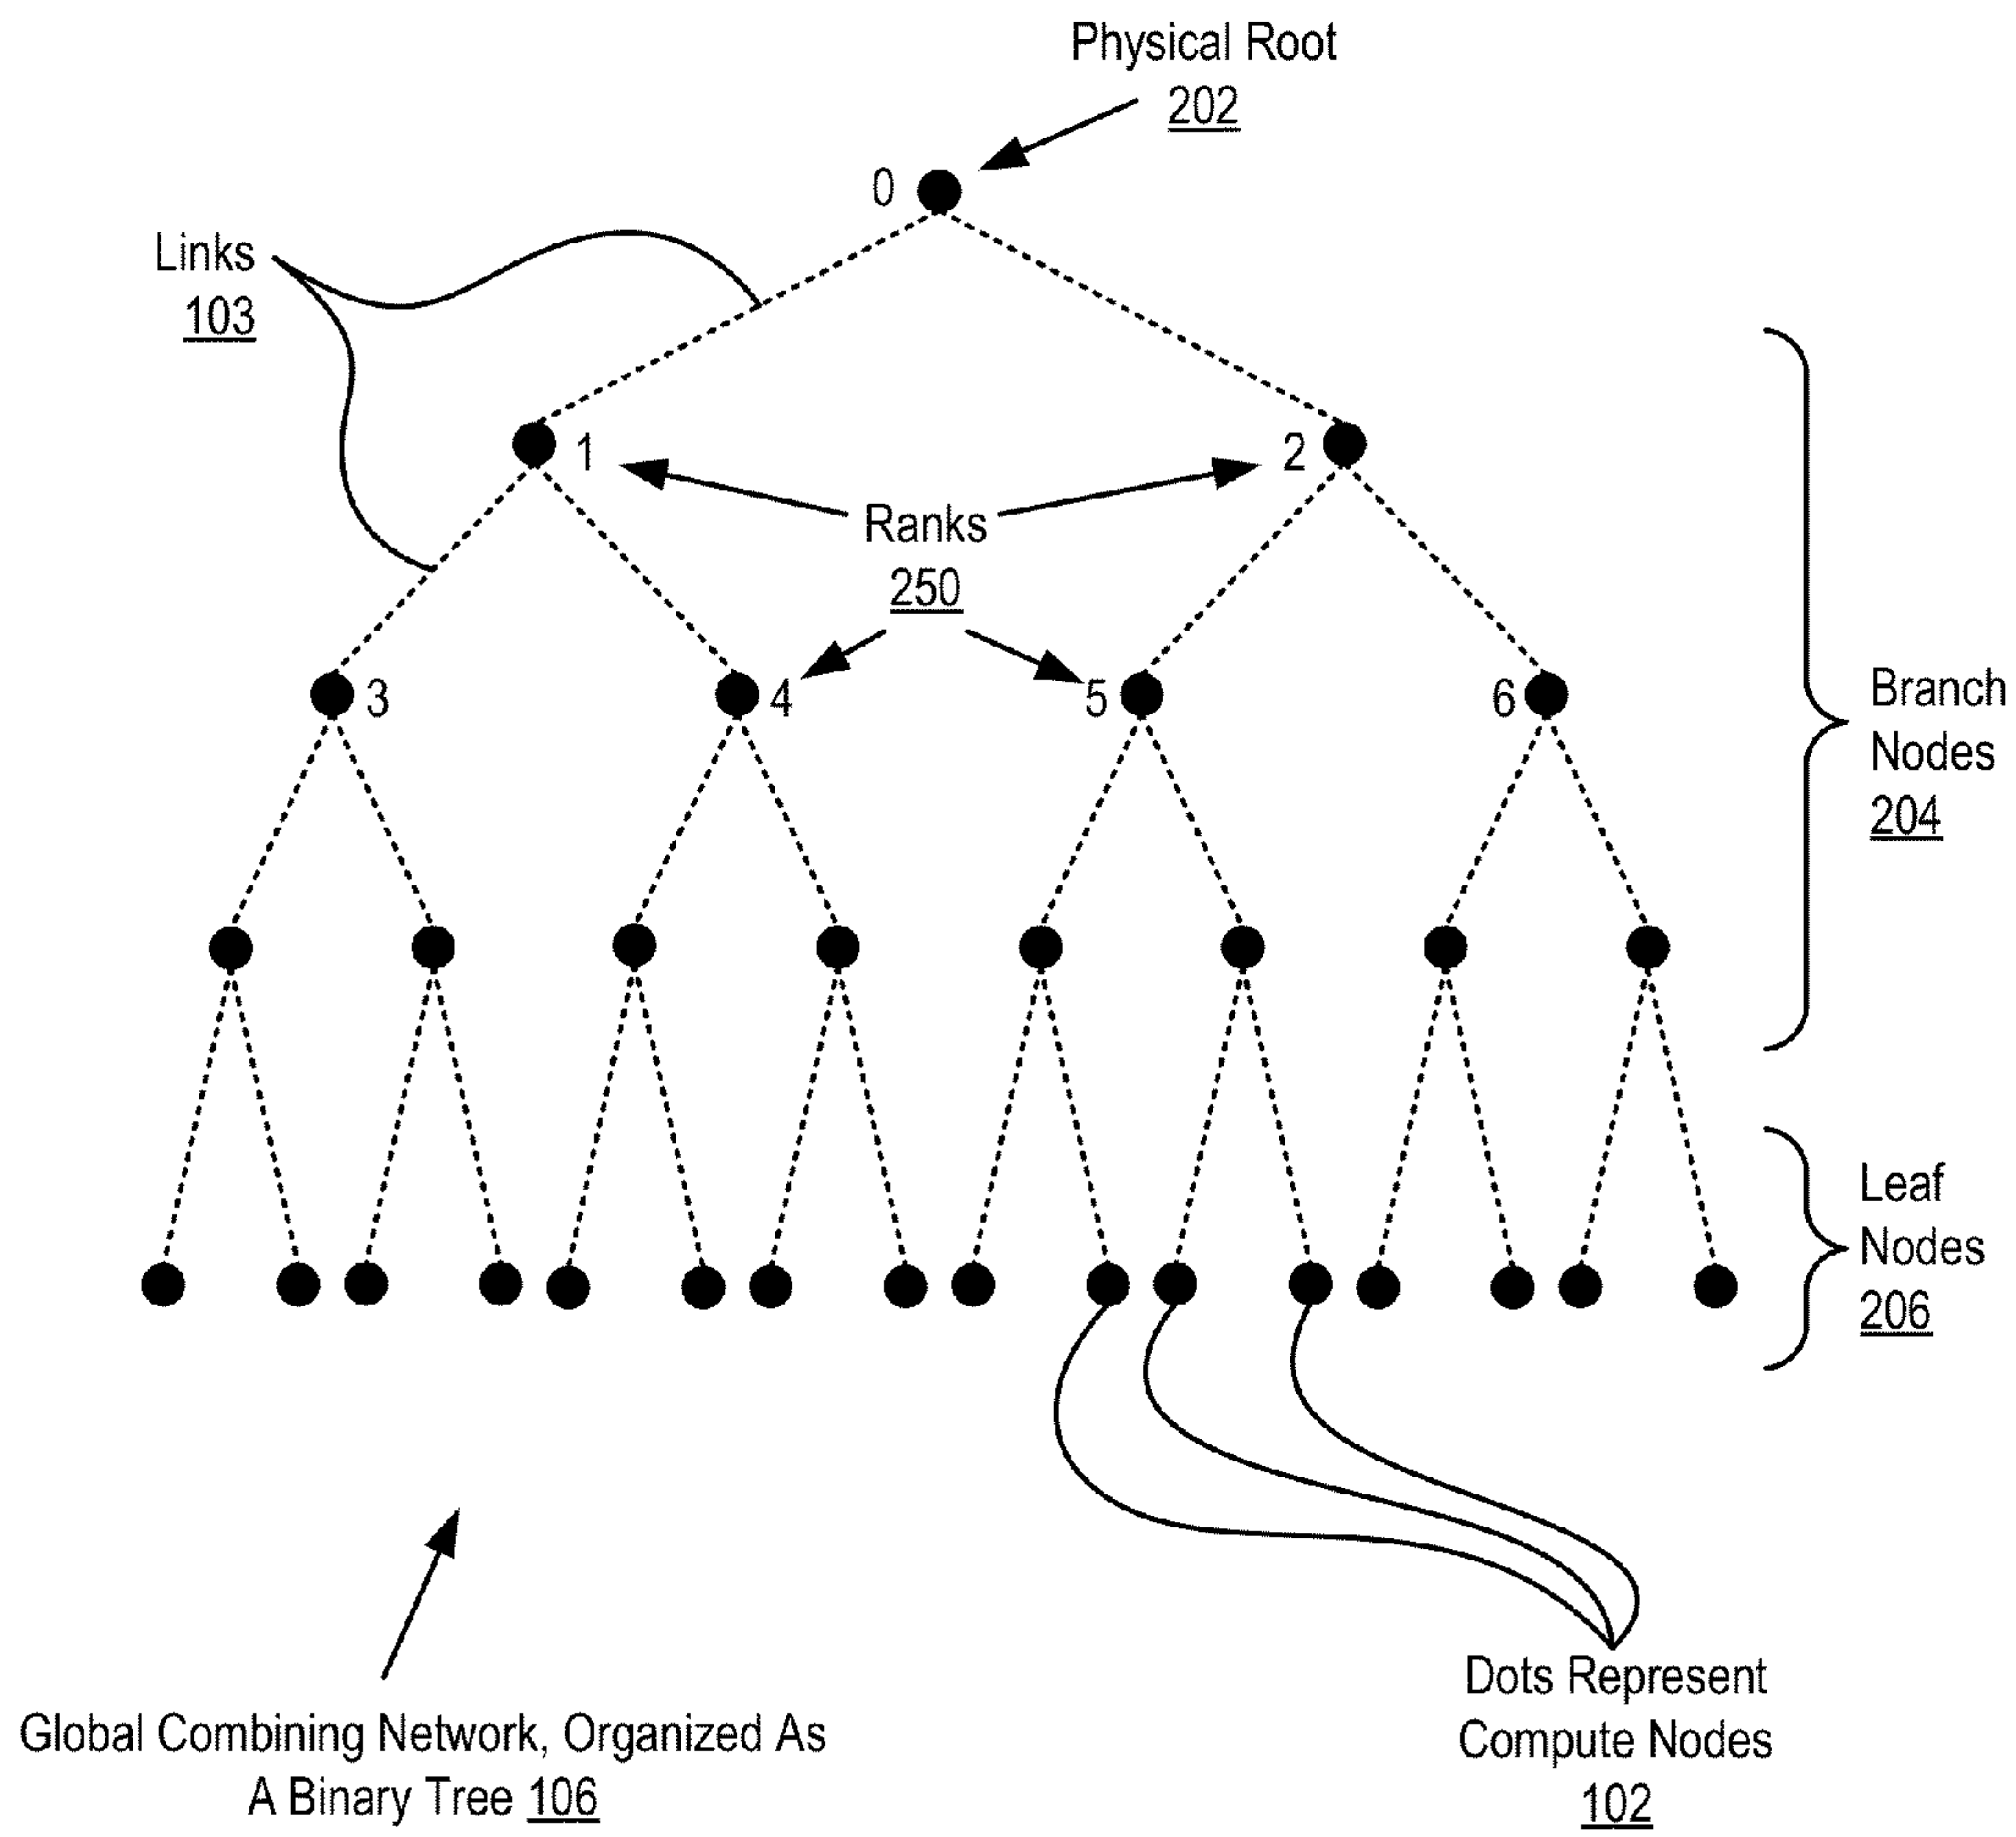 Physical Root
202
0
Links
103
1
2
Ranks
250
3
4
5
6
Branch
Nodes
204
Leaf
Nodes
206
Dots Represent
Compute Nodes
102
Global Combining Network, Organized As
A Binary Tree 106